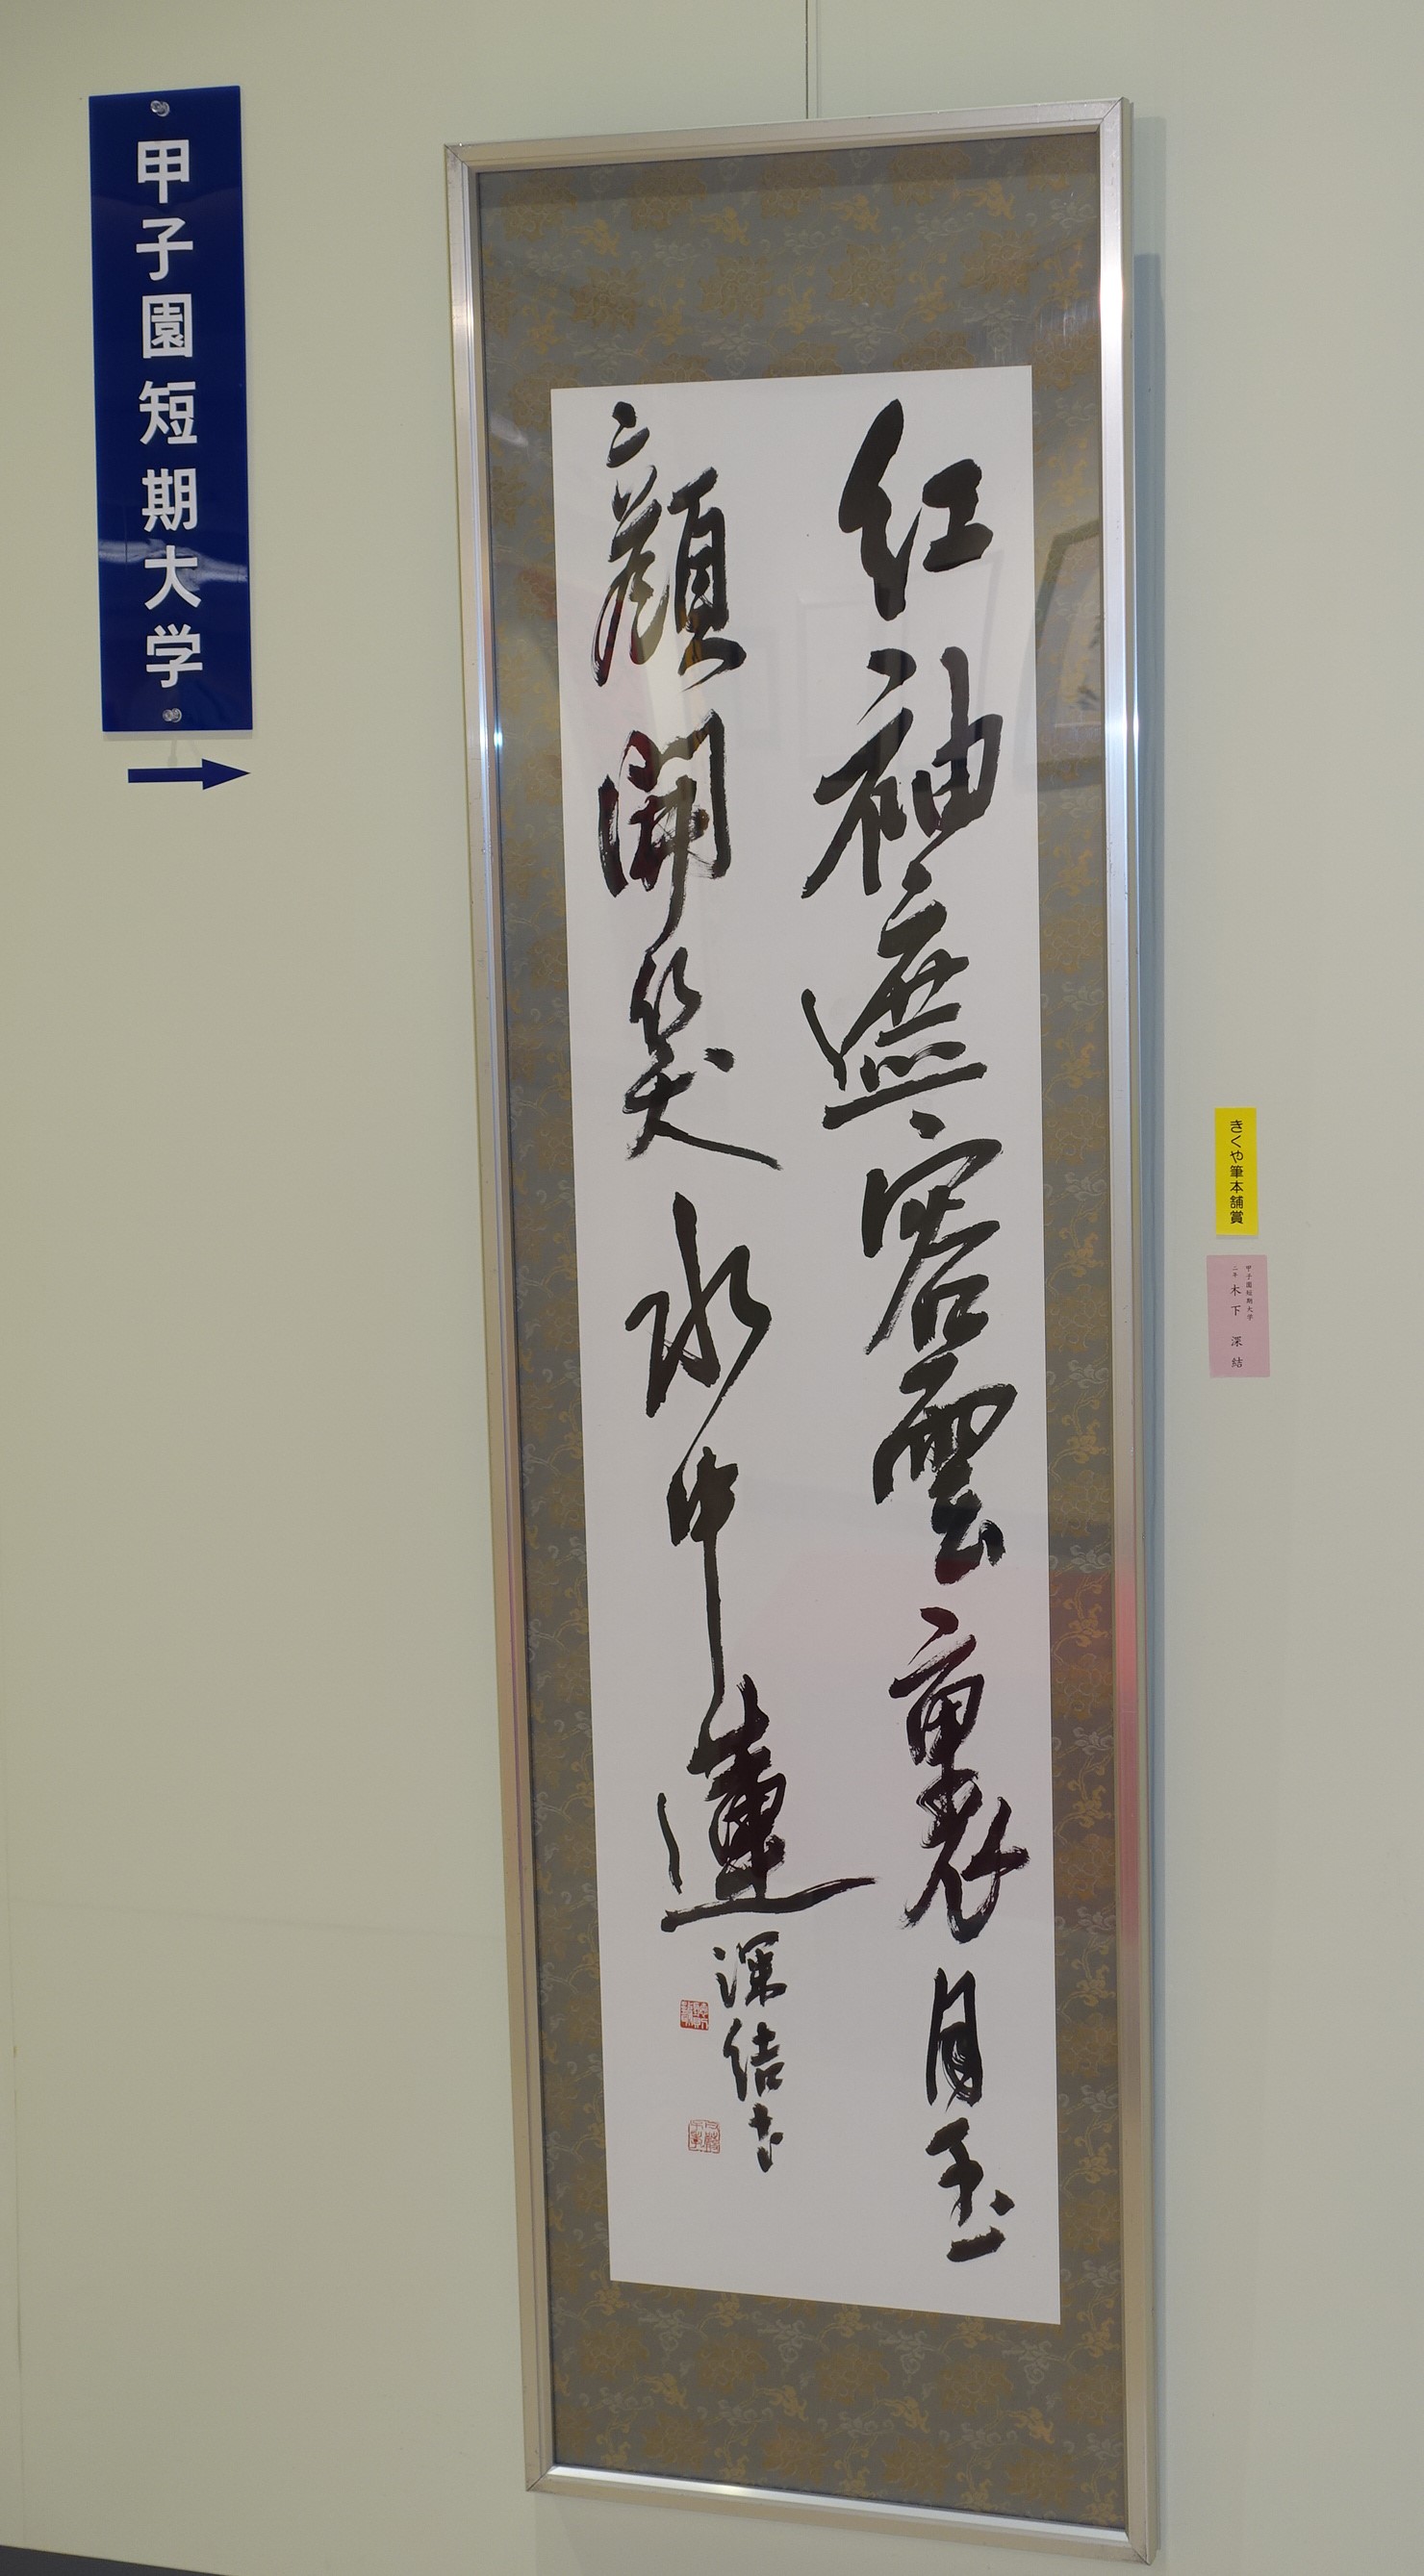 甲子園短期大学
紅袖遮容雲裏月玉
顔開笑水中蓮
深結書
きくや筆本舗賞
甲子園短期大学
二年 木下 深結